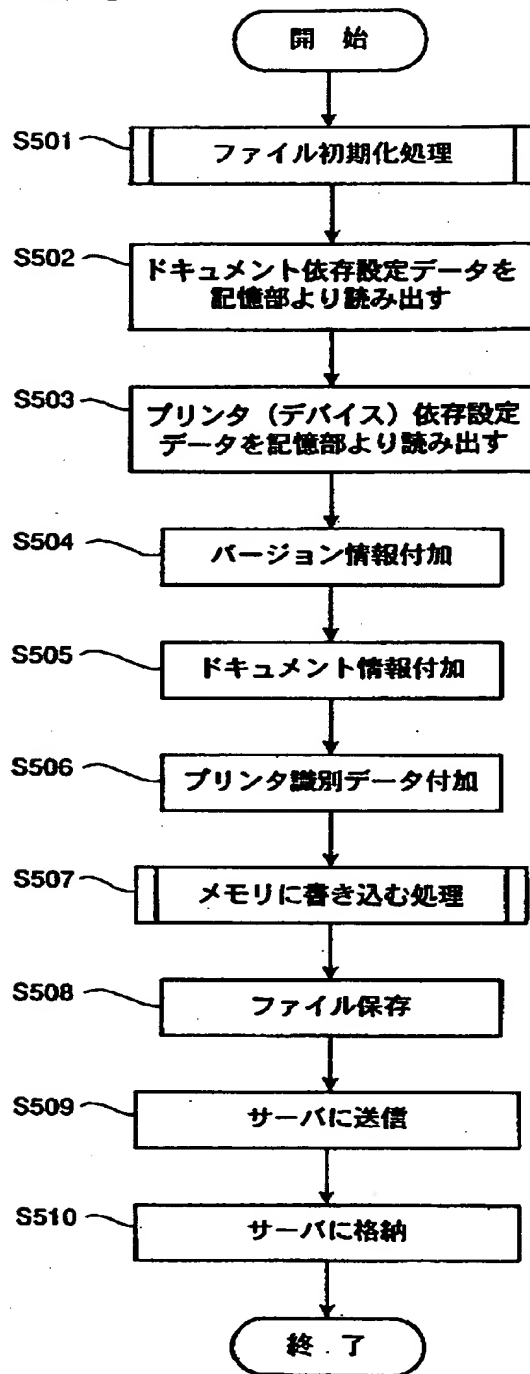 開 始
S501
ファイル初期化処理
S502
ドキュメント依存設定データを
記憶部より読み出す
S503
プリンタ(デバイス)依存設定
データを記憶部より読み出す
S504
バージョン情報付加
S505
ドキュメント情報付加
S506
プリンタ識別データ付加
S507
メモリに書き込む処理
S508
ファイル保存
S509
サーバに送信
S510
サーバに格納
終 了